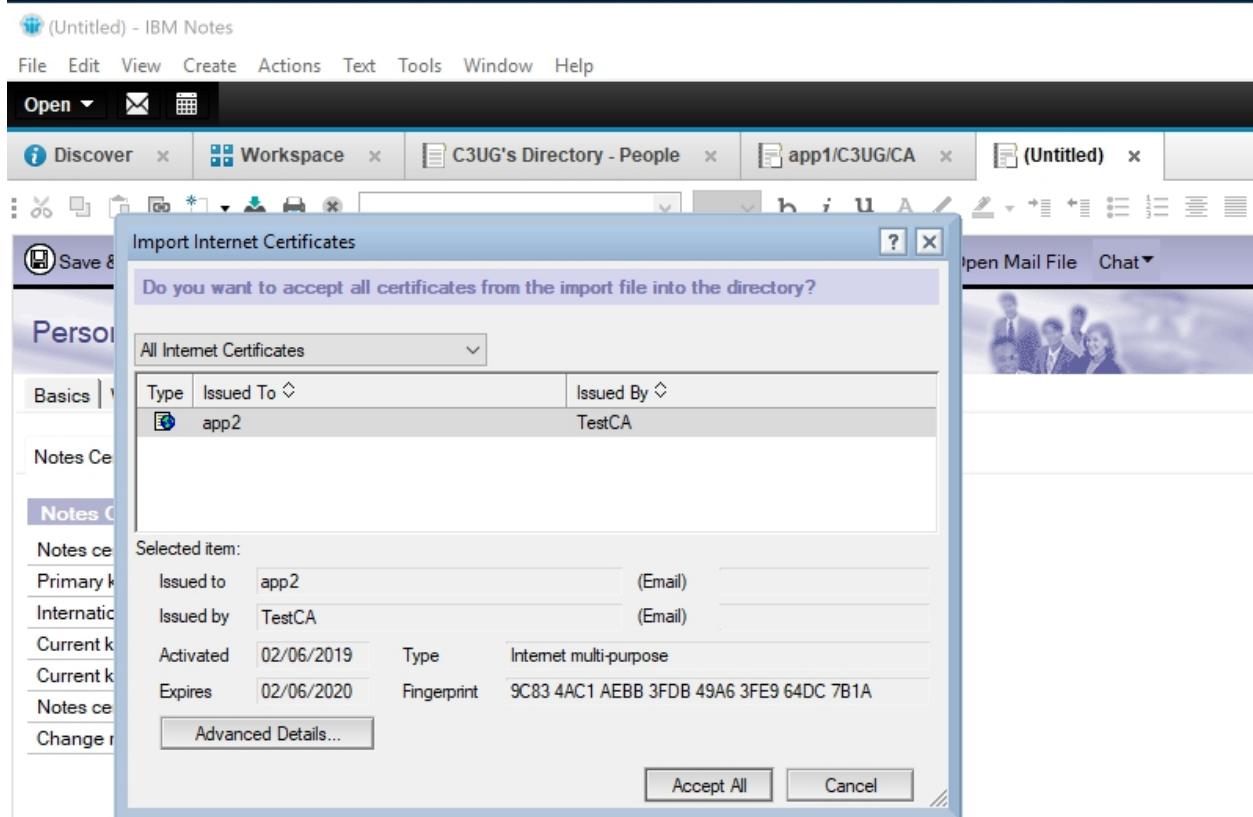 (Untitled) - IBM Notes
File Edit View Create Actions Text Tools Window Help
Open
Discover Workspace C3UG's Directory - People app1/C3UG/CA (Untitled)
b i u A
Import Internet Certificates
Save & pen Mail File Chat
Do you want to accept all certificates from the import file into the directory?
Perso
All Internet Certificates
Basics
Type Issued To Issued By
app2 TestCA
Notes Ce
Notes C
Notes ce
Selected item:
Primary k
Issued to app2 (Email)
Internatio
Issued by TestCA (Email)
Current k
Activated 02/06/2019 Type Internet multi-purpose
Current k
Expires 02/06/2020 Fingerprint 9C83 4AC1 AEBB 3FDB 49A6 3FE9 64DC 7B1A
Notes ce
Change r
Advanced Details...
Accept All Cancel